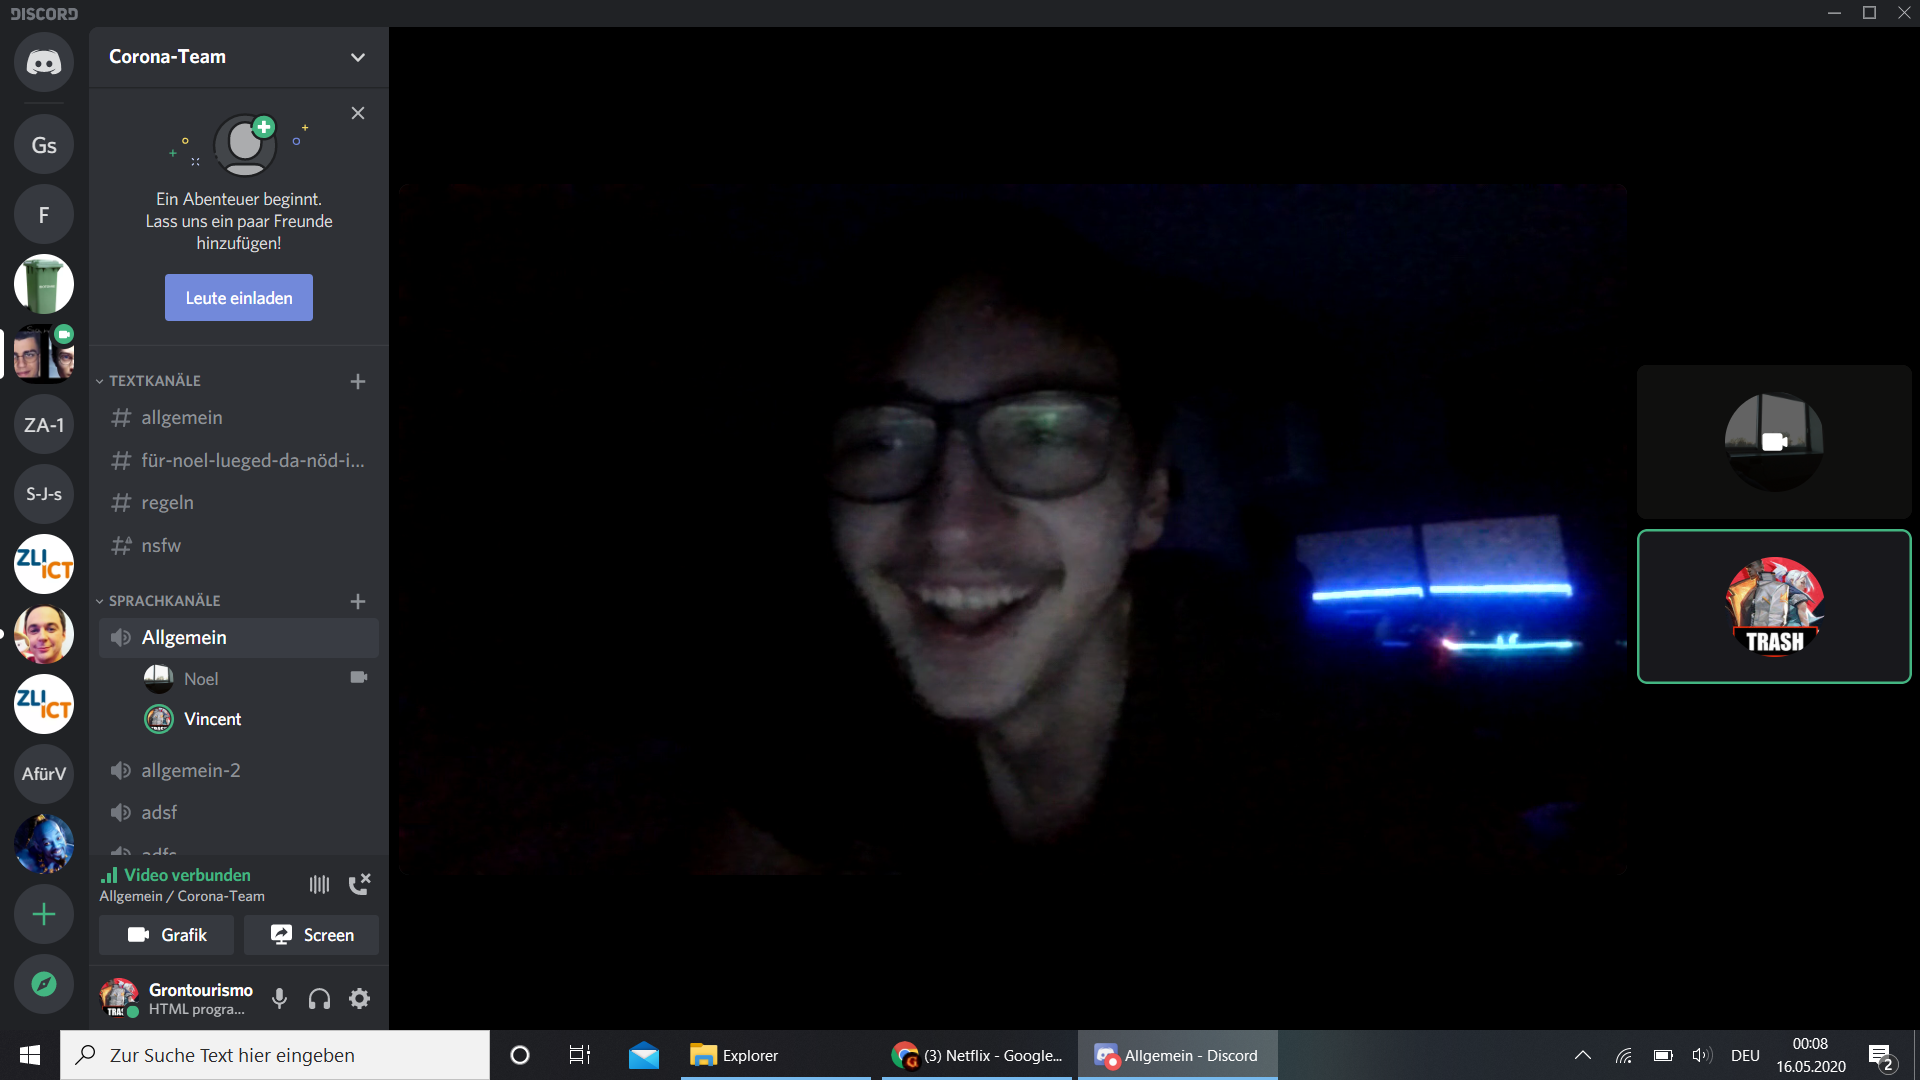 DISCORD
Corona-Team
Ein Abenteuer beginnt.
Lass uns ein paar Freunde
hinzufügen!
Leute einladen
TEXTKANÄLE
allgemein
für-noel-lueged-da-nöd-i...
regeln
nsfw
SPRACHKANÄLE
Allgemein
Noel
Vincent
allgemein-2
adsf
Video verbunden
Allgemein / Corona-Team
Grafik
Screen
Grontourismo
HTML progra...
Gs
F
ZA-1
S-J-s
ZLI
ICT
ZLI
ICT
AfürV
TRASH
Zur Suche Text hier eingeben
Explorer
(3) Netflix - Google...
Allgemein - Discord
DEU
00:08
16.05.2020
2